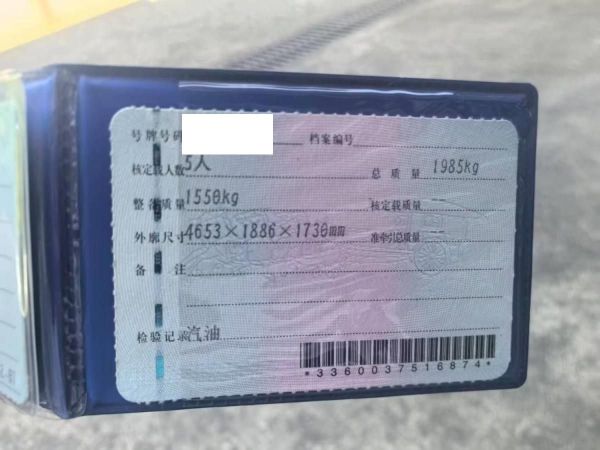 号牌号码 档案编号
核定载人数 5人 总质量 1985kg
整备质量 1550kg 核定载质量 --
外廓尺寸 4653×1886×1730mm 准牵引总质量 --
备注
检验记录 汽油
*3360037516874*